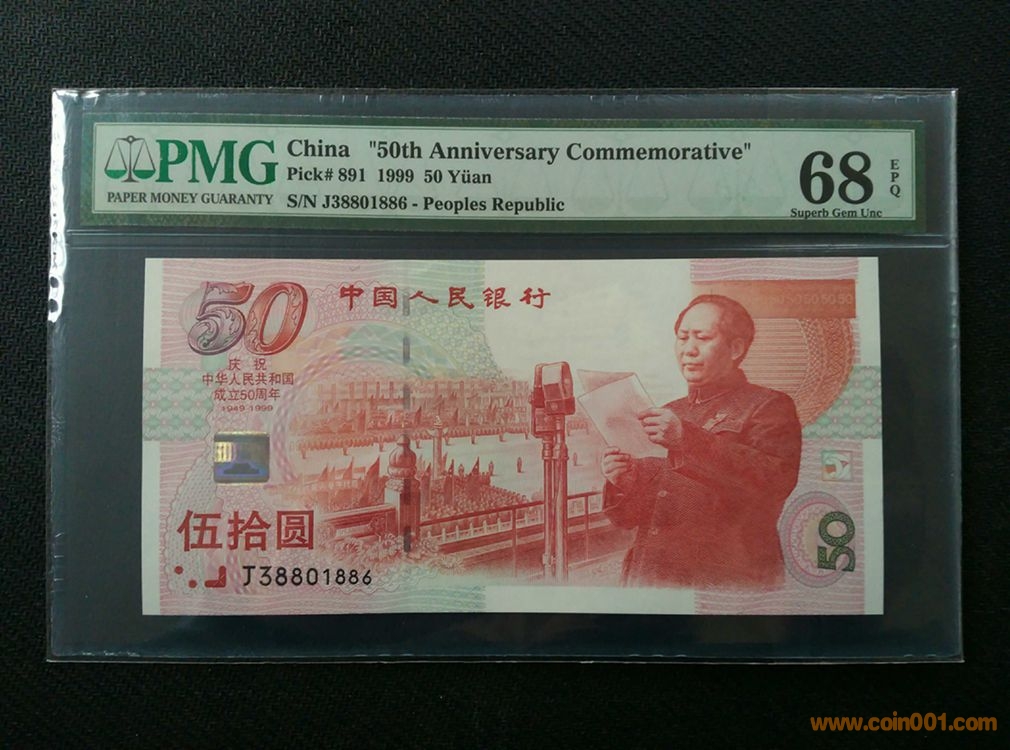 PMG
PAPER MONEY GUARANTY
China "50th Anniversary Commemorative"
Pick# 891 1999 50 Yüan
S/N J38801886 - Peoples Republic
68
EPQ
Superb Gem Unc
50
中国人民银行
庆祝
中华人民共和国
成立50周年
1949-1999
5050505050
伍拾圆
J38801886
50
www.coin001.com